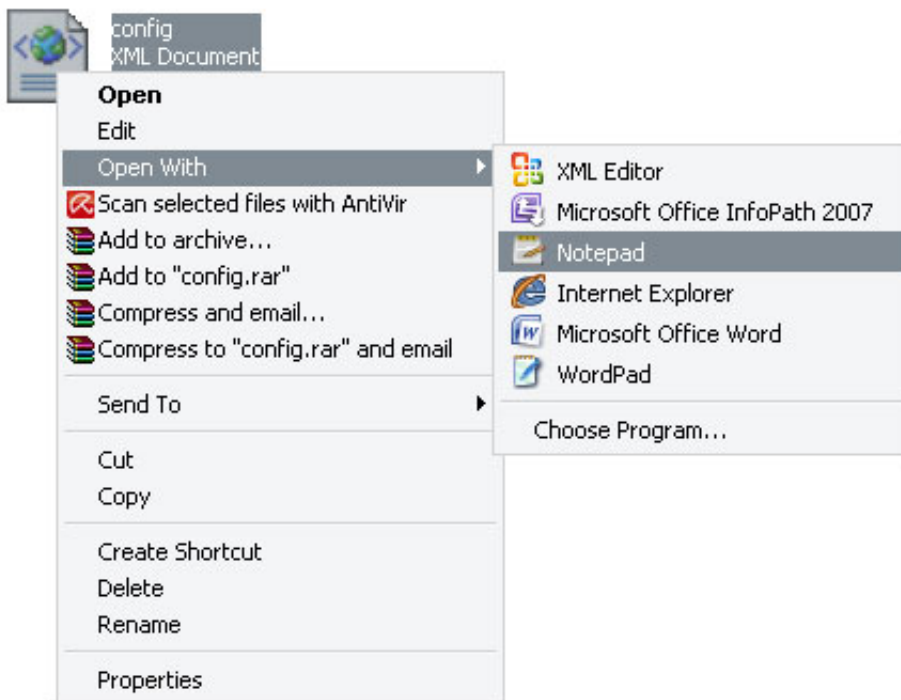 config
XML Document
Open
Edit
Open With
Scan selected files with AntiVir
Add to archive...
Add to "config.rar"
Compress and email...
Compress to "config.rar" and email
Send To
Cut
Copy
Create Shortcut
Delete
Rename
Properties
XML Editor
Microsoft Office InfoPath 2007
Notepad
Internet Explorer
Microsoft Office Word
WordPad
Choose Program...